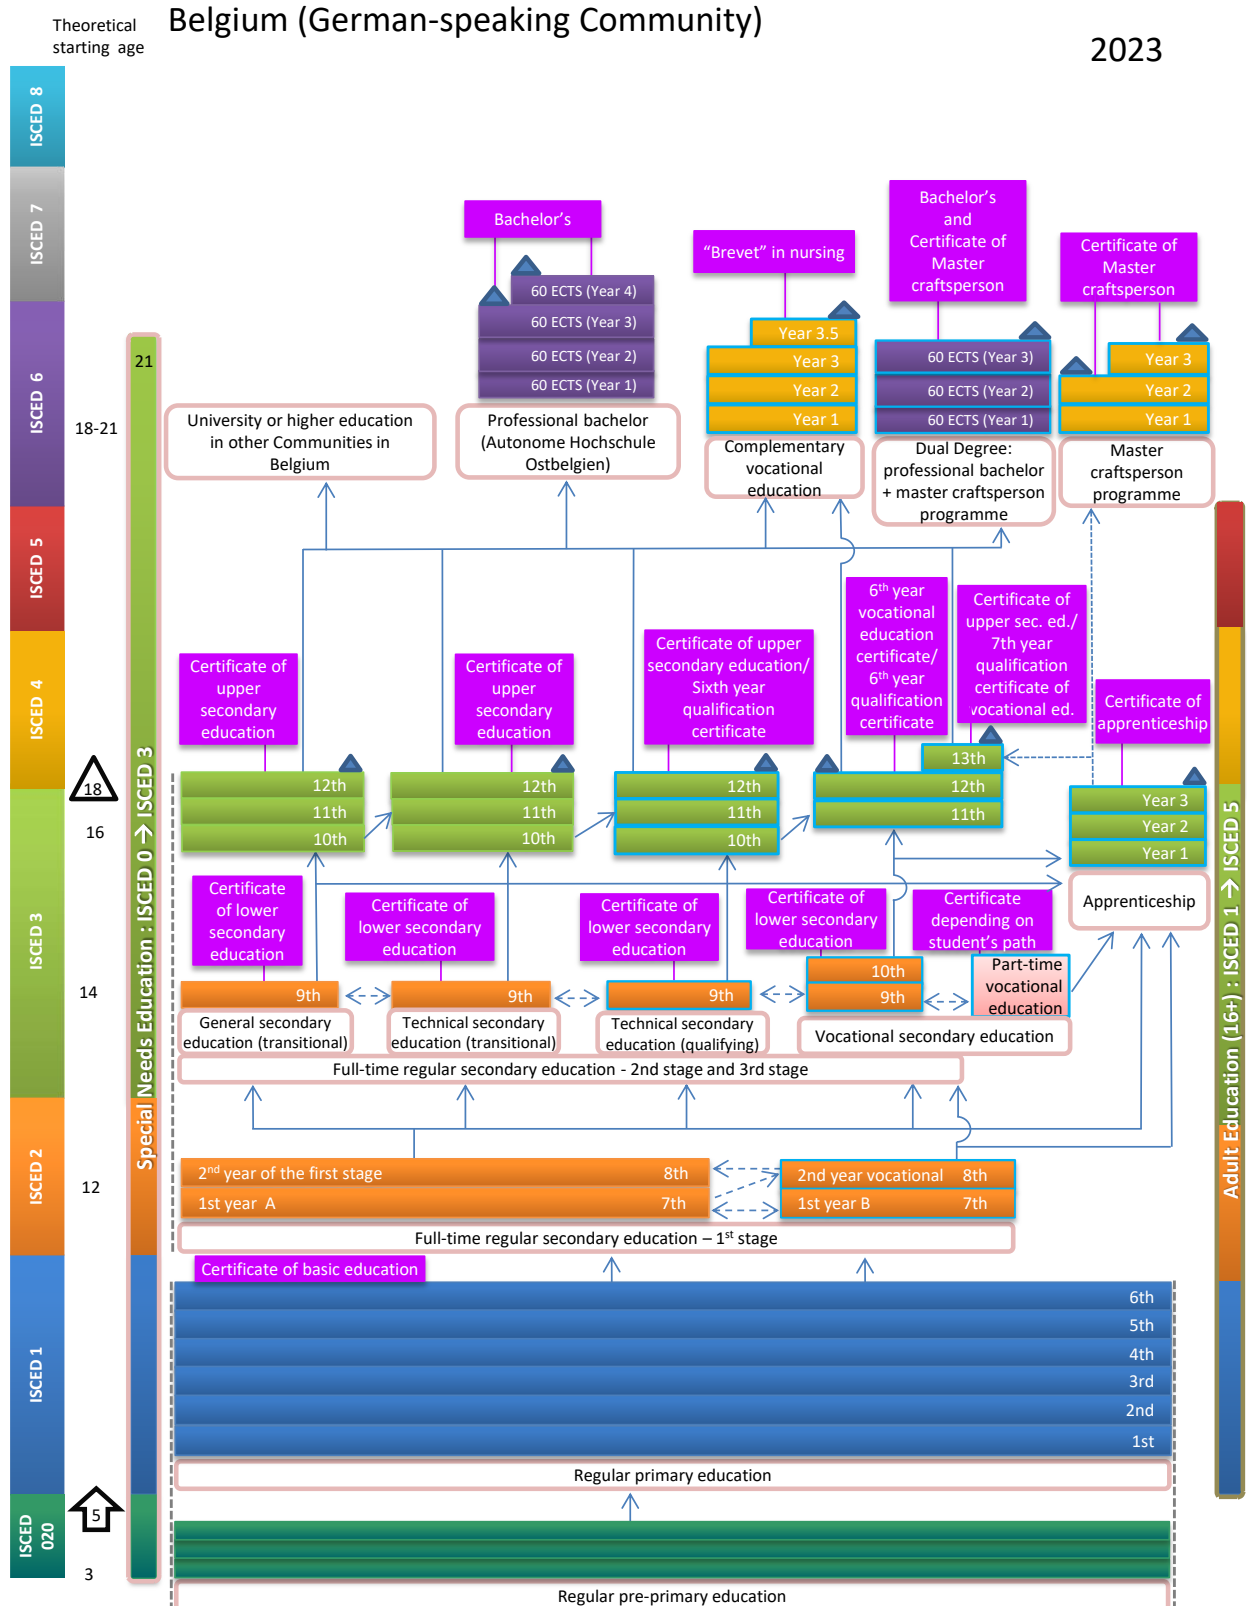 Theoretical
starting age
Belgium (German-speaking Community)
2023
ISCED 8
ISCED 7
ISCED 6
ISCED 5
ISCED 4
ISCED 3
ISCED 2
ISCED 1
ISCED
020
18-21
18
16
14
12
5
3
21
Special Needs Education : ISCED 0 → ISCED 3
Adult Education (16+) : ISCED 1 → ISCED 5
Bachelor's
60 ECTS (Year 4)
60 ECTS (Year 3)
60 ECTS (Year 2)
60 ECTS (Year 1)
"Brevet" in nursing
Year 3.5
Year 3
Year 2
Year 1
Bachelor's
and
Certificate of
Master
craftsperson
60 ECTS (Year 3)
60 ECTS (Year 2)
60 ECTS (Year 1)
Certificate of
Master
craftsperson
Year 3
Year 2
Year 1
University or higher education
in other Communities in
Belgium
Professional bachelor
(Autonome Hochschule
Ostbelgien)
Complementary
vocational
education
Dual Degree:
professional bachelor
+ master craftsperson
programme
Master
craftsperson
programme
Certificate of
upper
secondary
education
12th
11th
10th
Certificate of
upper
secondary
education
12th
11th
10th
Certificate of upper
secondary education/
Sixth year
qualification
certificate
12th
11th
10th
6th year
vocational
education
certificate/
6th year
qualification
certificate
Certificate of
upper sec. ed./
7th year
qualification
certificate of
vocational ed.
13th
12th
11th
Certificate of
apprenticeship
Year 3
Year 2
Year 1
Apprenticeship
Certificate
of lower
secondary
education
9th
General secondary
education (transitional)
Certificate of
lower secondary
education
9th
Technical secondary
education (transitional)
Certificate of
lower secondary
education
9th
Technical secondary
education (qualifying)
Certificate of
lower secondary
education
10th
9th
Certificate
depending on
student's path
Part-time
vocational
education
Vocational secondary education
Full-time regular secondary education - 2nd stage and 3rd stage
2nd year of the first stage 8th
1st year A 7th
2nd year vocational 8th
1st year B 7th
Full-time regular secondary education – 1st stage
Certificate of basic education
6th
5th
4th
3rd
2nd
1st
Regular primary education
Regular pre-primary education